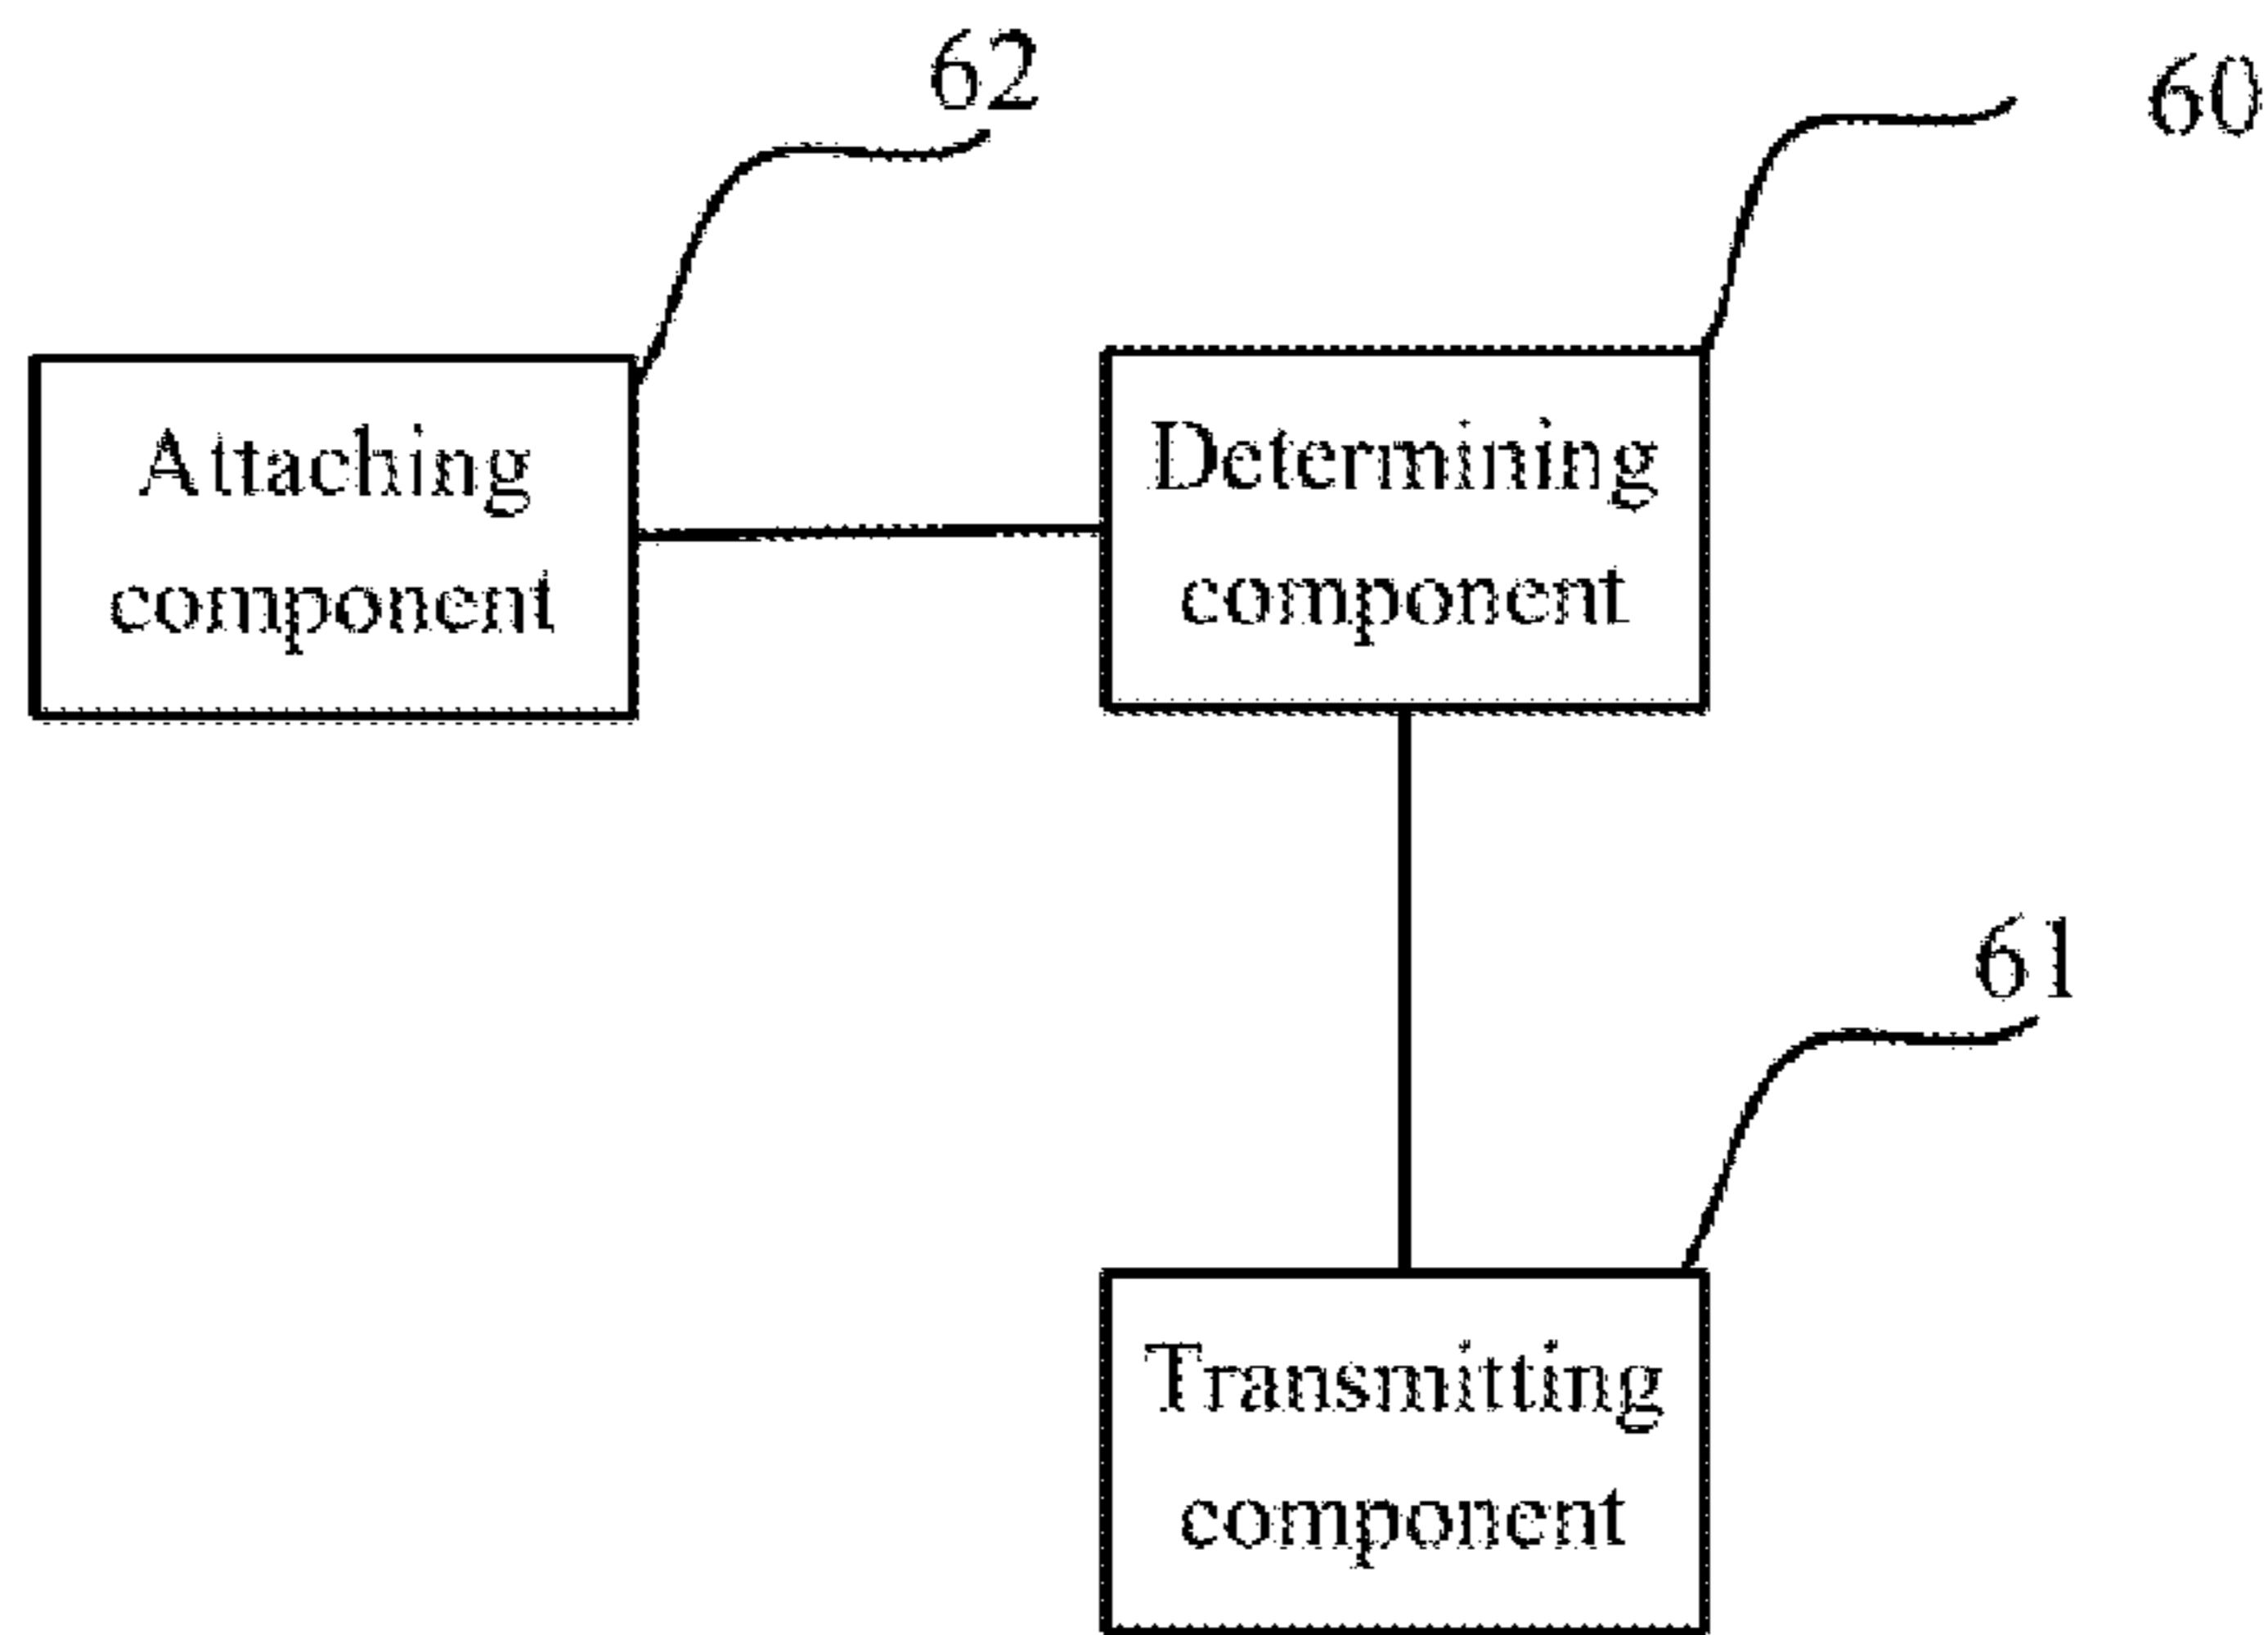 62
60
Attaching
component
Determining
component
61
Transmitting
component